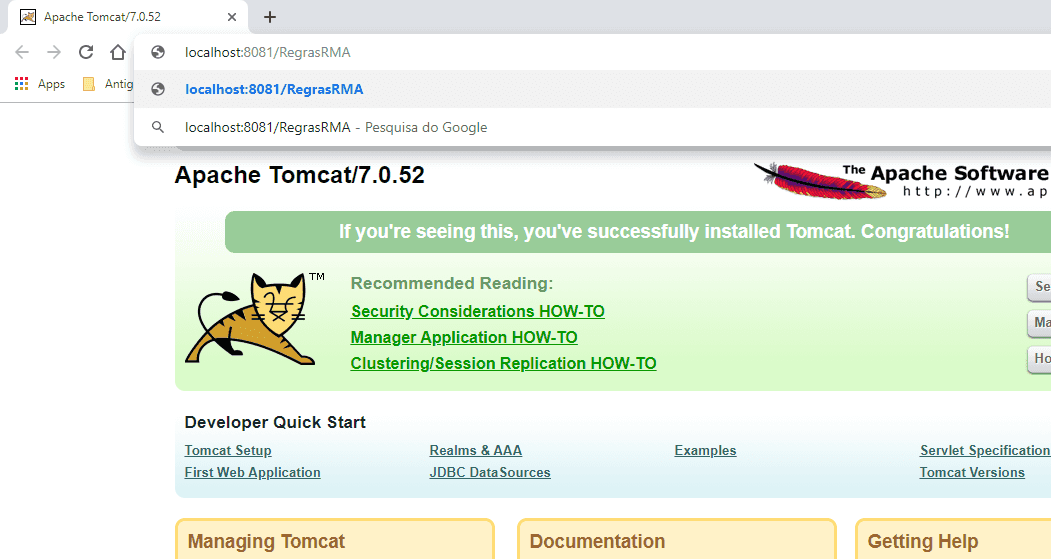 Apache Tomcat/7.0.52
localhost:8081/RegrasRMA
Apps Antig
localhost:8081/RegrasRMA
localhost:8081/RegrasRMA - Pesquisa do Google
Apache Tomcat/7.0.52
The Apache Software
http://www.ap
If you're seeing this, you've successfully installed Tomcat. Congratulations!
TM
Recommended Reading:
Security Considerations HOW-TO
Manager Application HOW-TO
Clustering/Session Replication HOW-TO
Se
Ma
Ho
Developer Quick Start
Tomcat Setup Realms & AAA Examples Servlet Specification
First Web Application JDBC DataSources Tomcat Versions
Managing Tomcat Documentation Getting Help